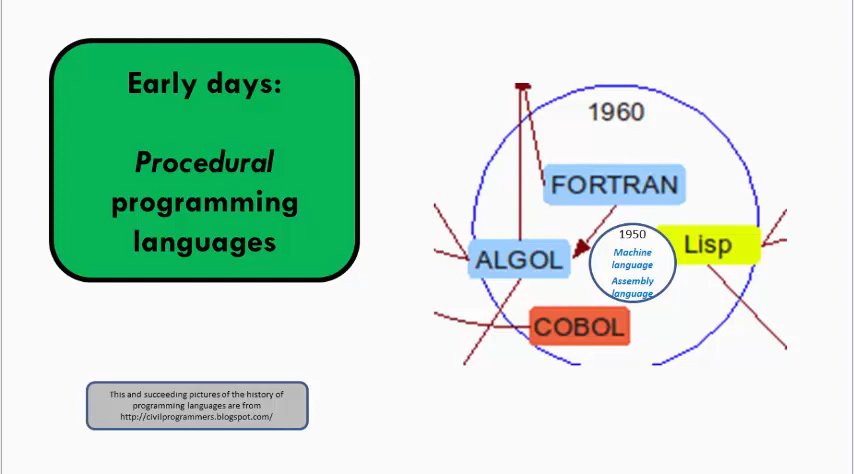 Early days:
Procedural
programming
languages
1960
FORTRAN
1950
Machine
language
Assembly
language
Lisp
ALGOL
COBOL
This and succeeding pictures of the history of
programming languages are from
http://civilprogrammers.blogspot.com/